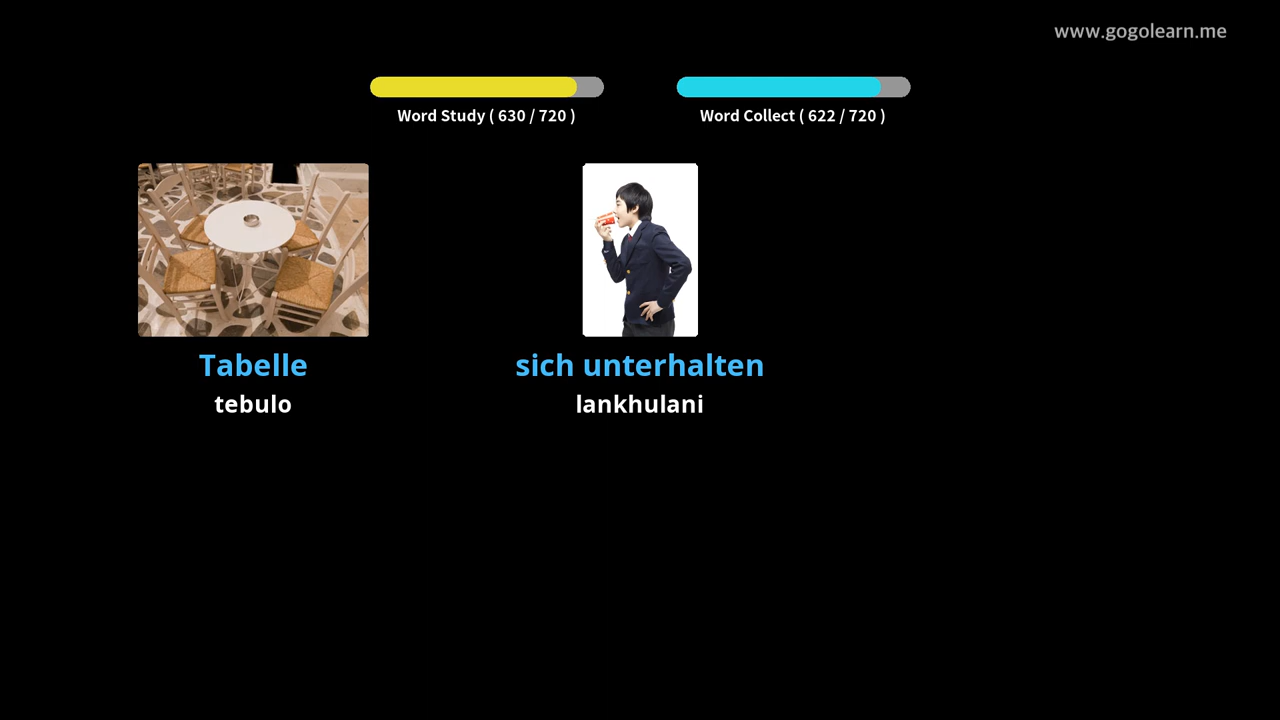 www.gogolearn.me
Word Study ( 630 / 720 )
Word Collect ( 622 / 720 )
Tabelle
tebulo
sich unterhalten
lankhulani